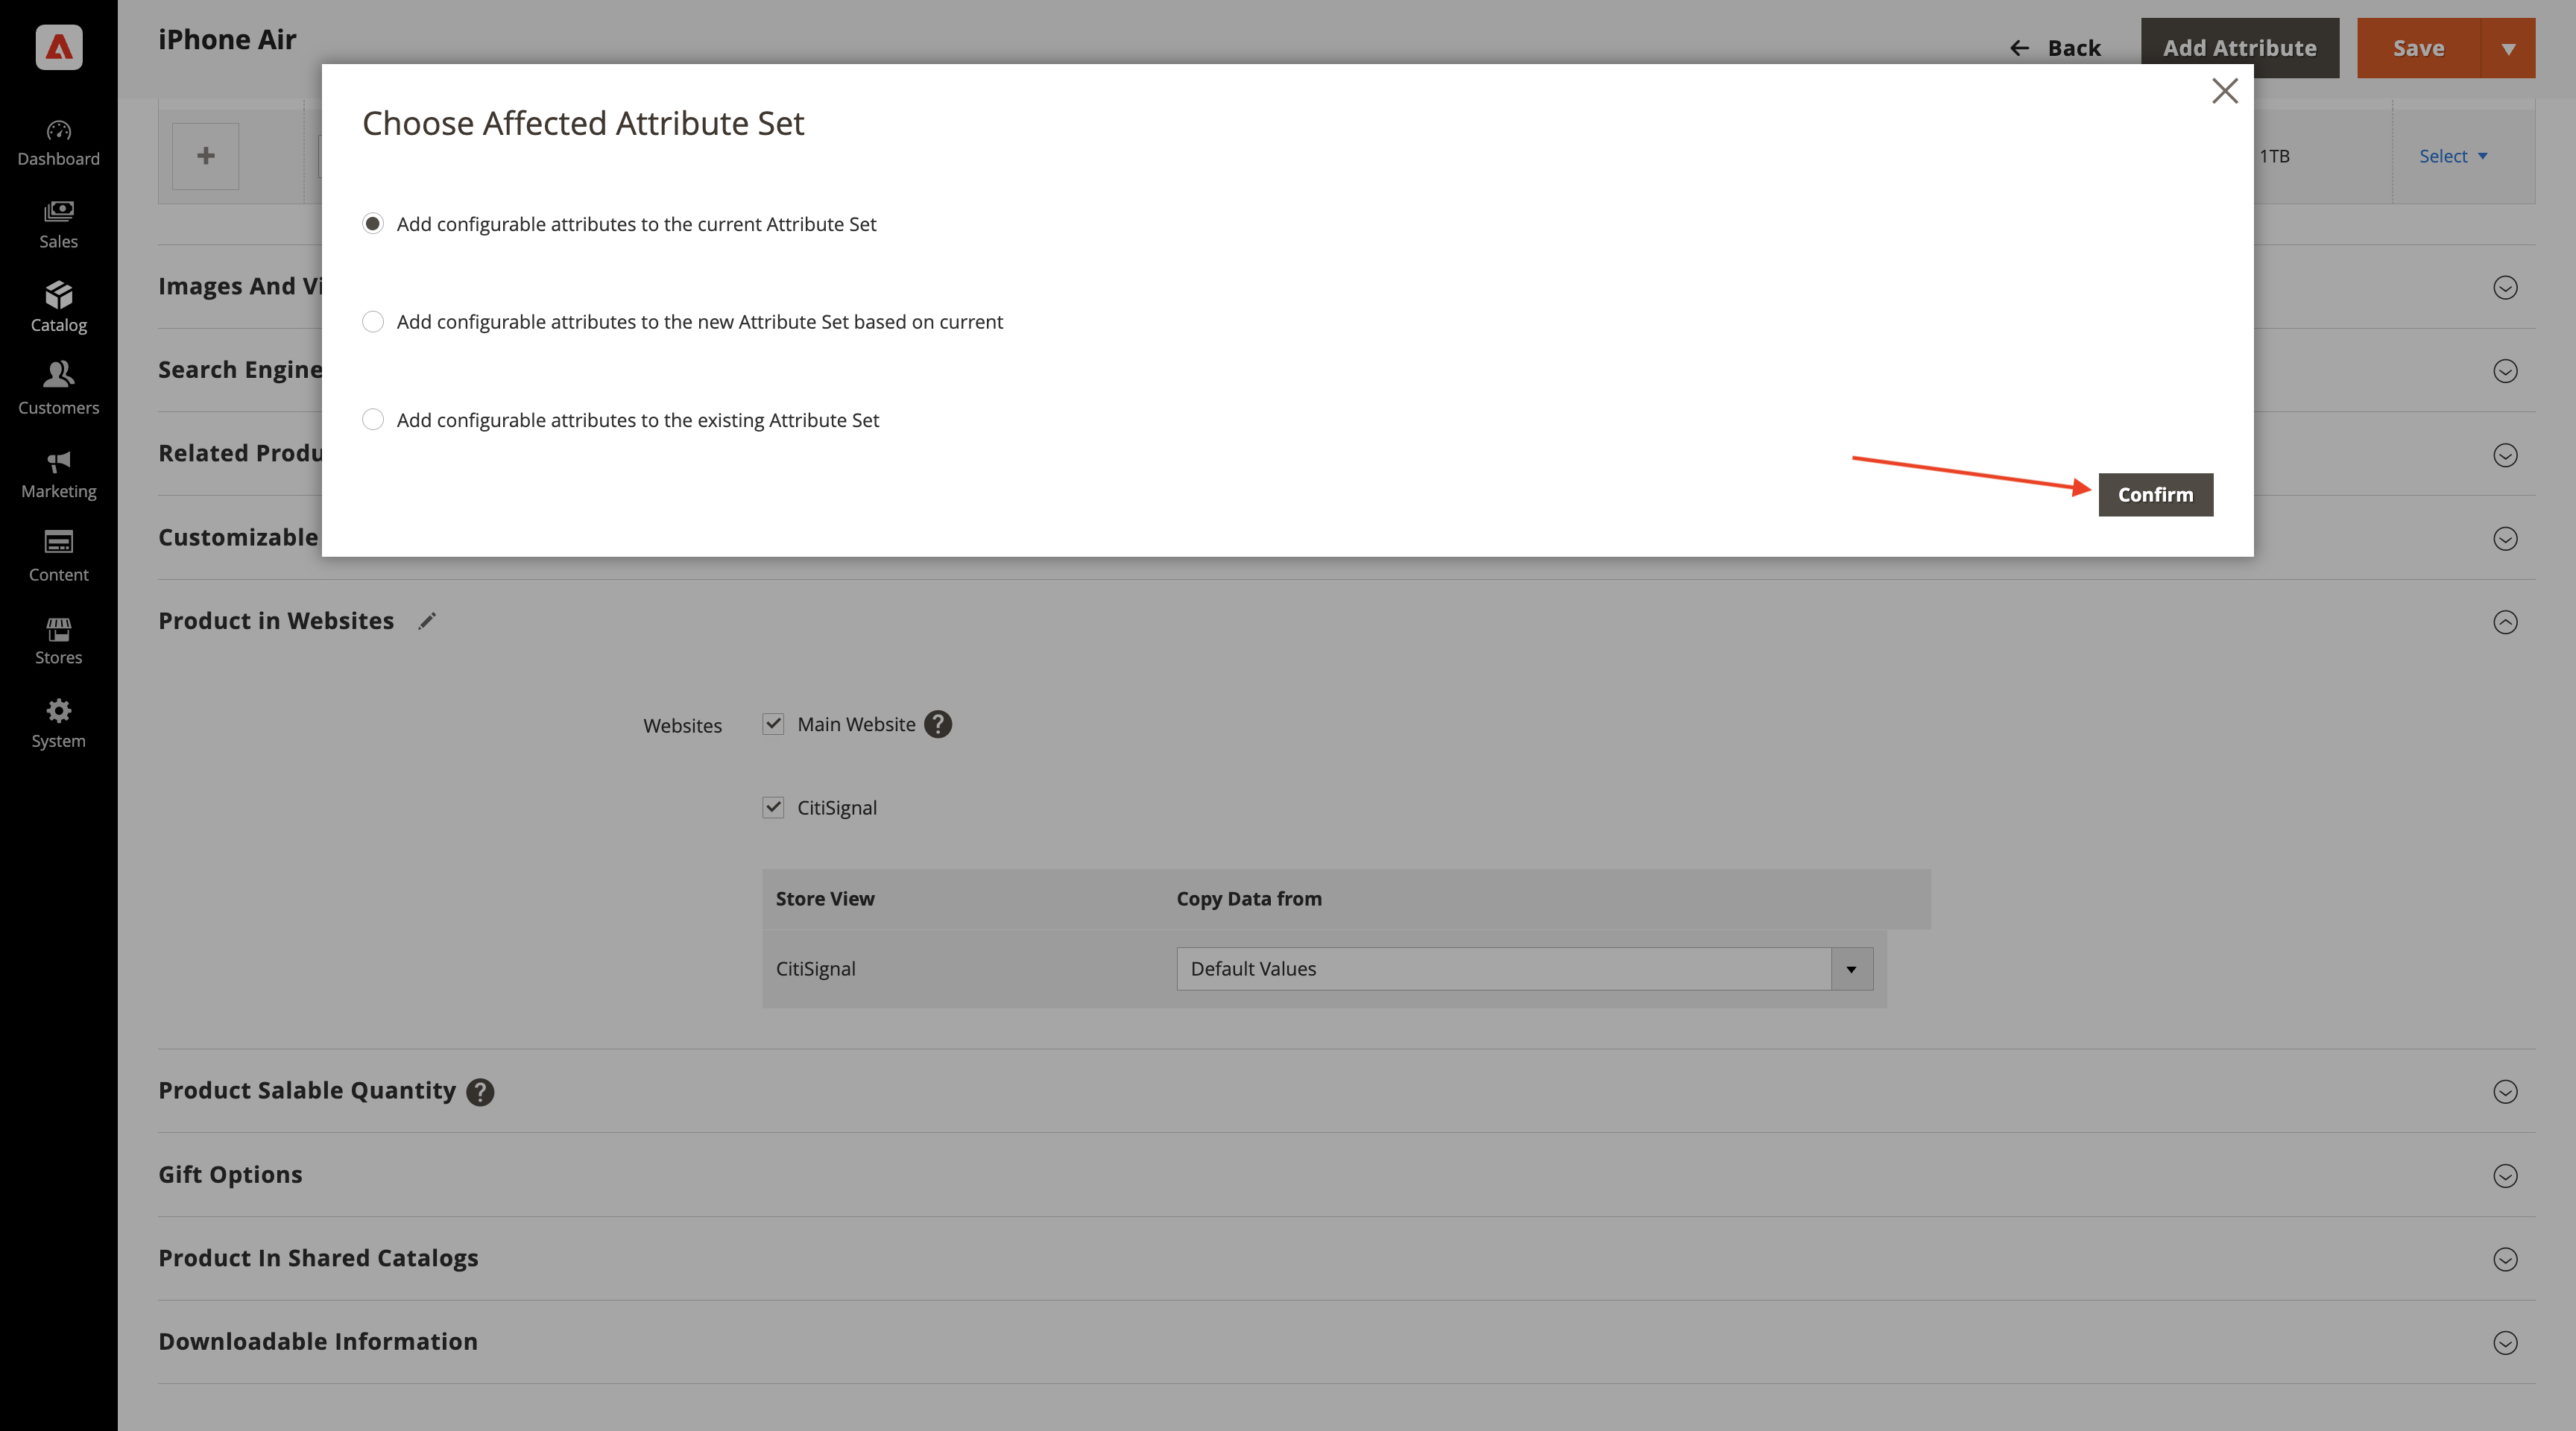 iPhone Air
Back
Add Attribute
Save
Choose Affected Attribute Set
Dashboard
1TB
Select
Add configurable attributes to the current Attribute Set
Sales
Images And Vi
Catalog
Add configurable attributes to the new Attribute Set based on current
Search Engine
Customers
Add configurable attributes to the existing Attribute Set
Related Produ
Marketing
Confirm
Customizable
Content
Product in Websites
Stores
Websites
Main Website ?
System
CitiSignal
Store View
Copy Data from
CitiSignal
Default Values
Product Salable Quantity ?
Gift Options
Product In Shared Catalogs
Downloadable Information